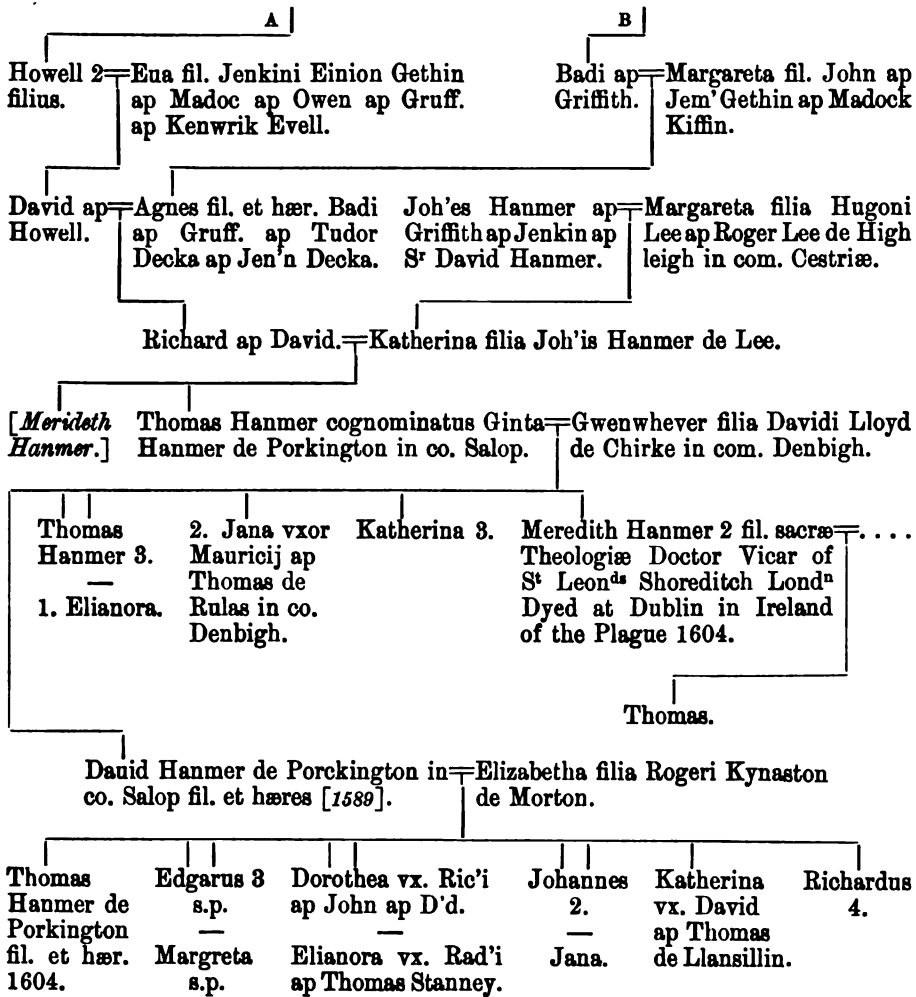 A
B
Howell 2 filius.
Eua fil. Jenkini Einion Gethin
ap Madoc ap Owen ap Gruff.
ap Kenwrik Evell.
Badi ap
Griffith.
Margareta fil. John ap
Jem' Gethin ap Madock
Kiffin.
David ap
Howell.
Agnes fil. et hær. Badi
ap Gruff. ap Tudor
Decka ap Jen'n Decka.
Joh'es Hanmer ap
Griffith ap Jenkin ap
Sr David Hanmer.
Margareta filia Hugoni
Lee ap Roger Lee de High
leigh in com. Cestriæ.
Richard ap David.
Katherina filia Joh'is Hanmer de Lee.
[Merideth
Hanmer.]
Thomas Hanmer cognominatus Ginta
Hanmer de Porkington in co. Salop.
Gwenwhever filia Davidi Lloyd
de Chirke in com. Denbigh.
Thomas
Hanmer 3.
—
1. Elianora.
2. Jana vxor
Mauricij ap
Thomas de
Rulas in co.
Denbigh.
Katherina 3.
Meredith Hanmer 2 fil. sacræ
Theologiæ Doctor Vicar of
St Leonds Shoreditch Londn
Dyed at Dublin in Ireland
of the Plague 1604.
....
Thomas.
Dauid Hanmer de Porckington in
co. Salop fil. et hæres [1589].
Elizabetha filia Rogeri Kynaston
de Morton.
Thomas
Hanmer de
Porkington
fil. et hær.
1604.
Edgarus 3
s.p.
—
Margreta
s.p.
Dorothea vx. Ric'i
ap John ap D'd.
—
Elianora vx. Rad'i
ap Thomas Stanney.
Johannes
2.
—
Jana.
Katherina
vx. David
ap Thomas
de Llansillin.
Richardus
4.